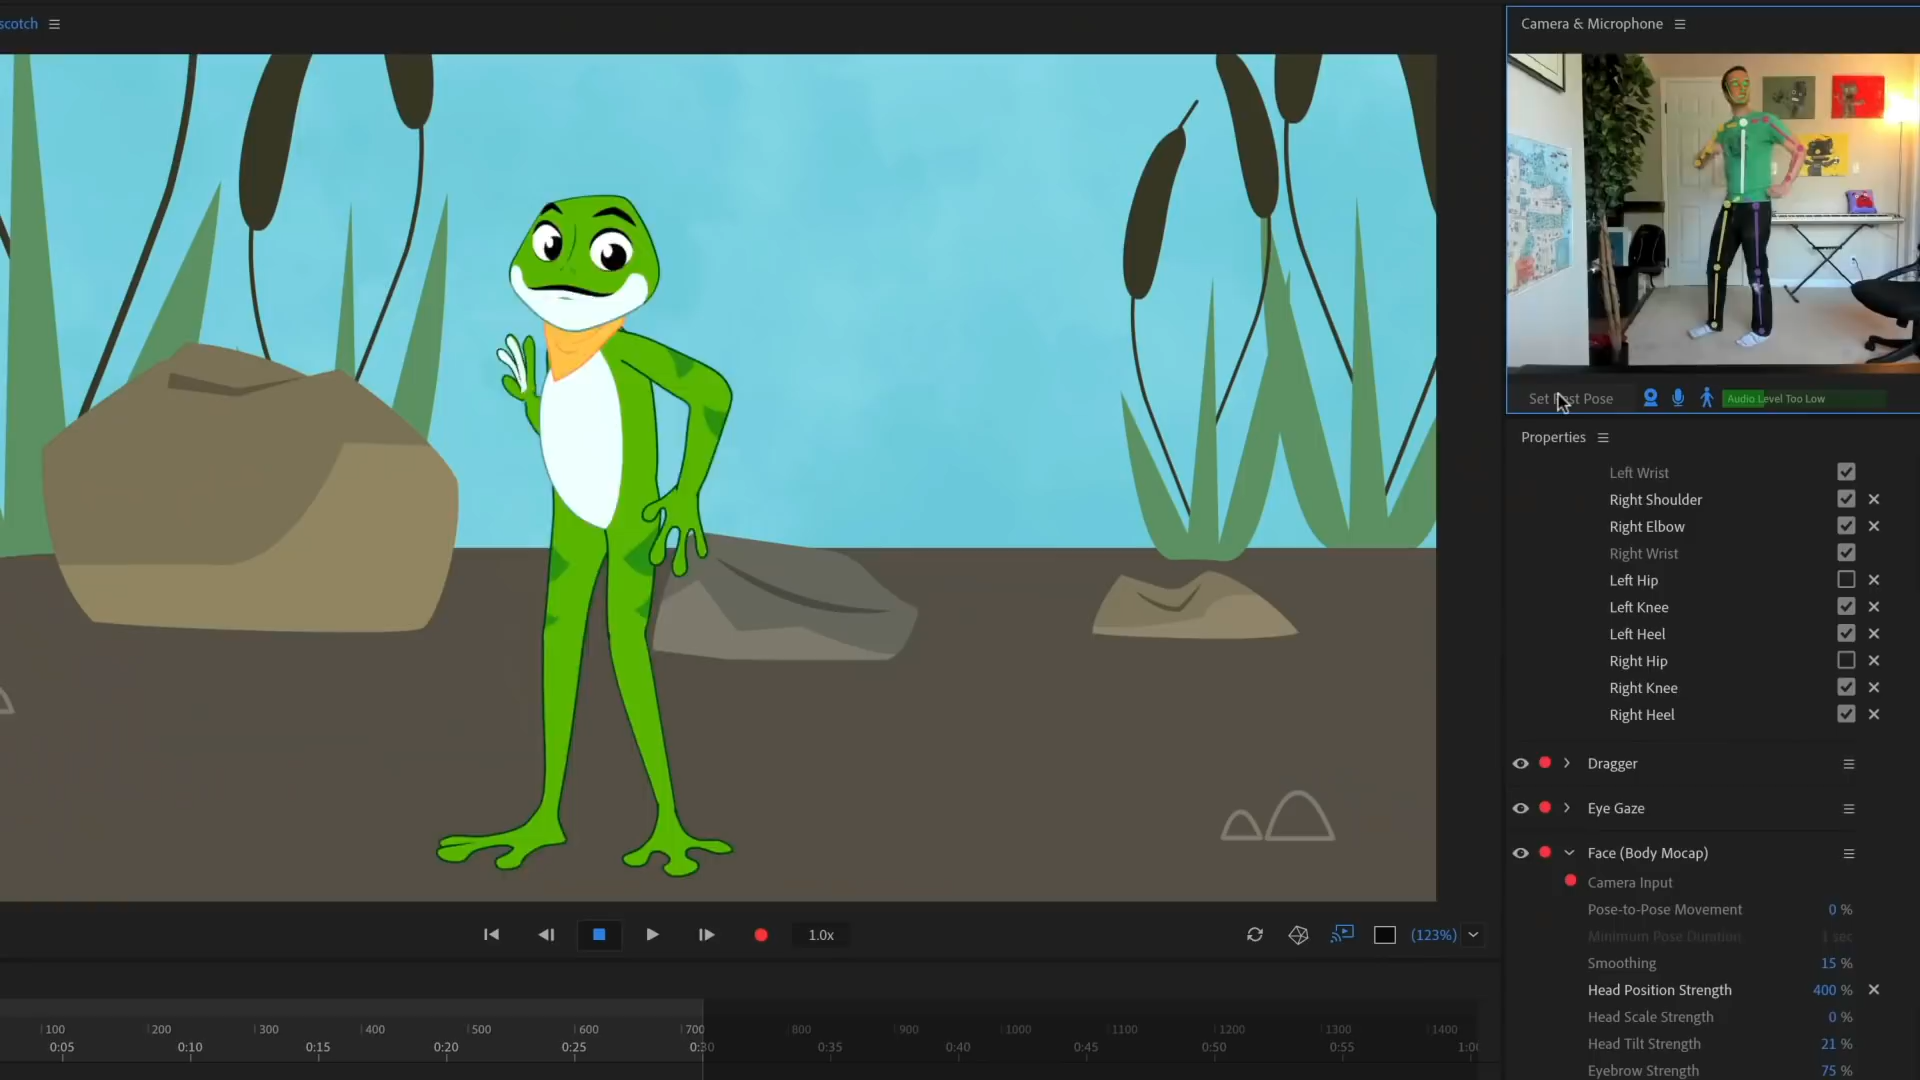 scotch
Camera & Microphone
Set Rest Pose
Audio Level Too Low
Properties
Left Wrist
Right Shoulder
Right Elbow
Right Wrist
Left Hip
Left Knee
Left Heel
Right Hip
Right Knee
Right Heel
Dragger
Eye Gaze
Face (Body Mocap)
Camera Input
Pose-to-Pose Movement 0 %
Minimum Pose Duration 1 sec
Smoothing 15 %
Head Position Strength 400 %
Head Scale Strength 0 %
Head Tilt Strength 21 %
Eyebrow Strength 75 %
1.0x
(123%)
100 200 300 400 500 600 700 800 900 1000 1100 1200 1300 1400
0:05 0:10 0:15 0:20 0:25 0:30 0:35 0:40 0:45 0:50 0:55 1:00